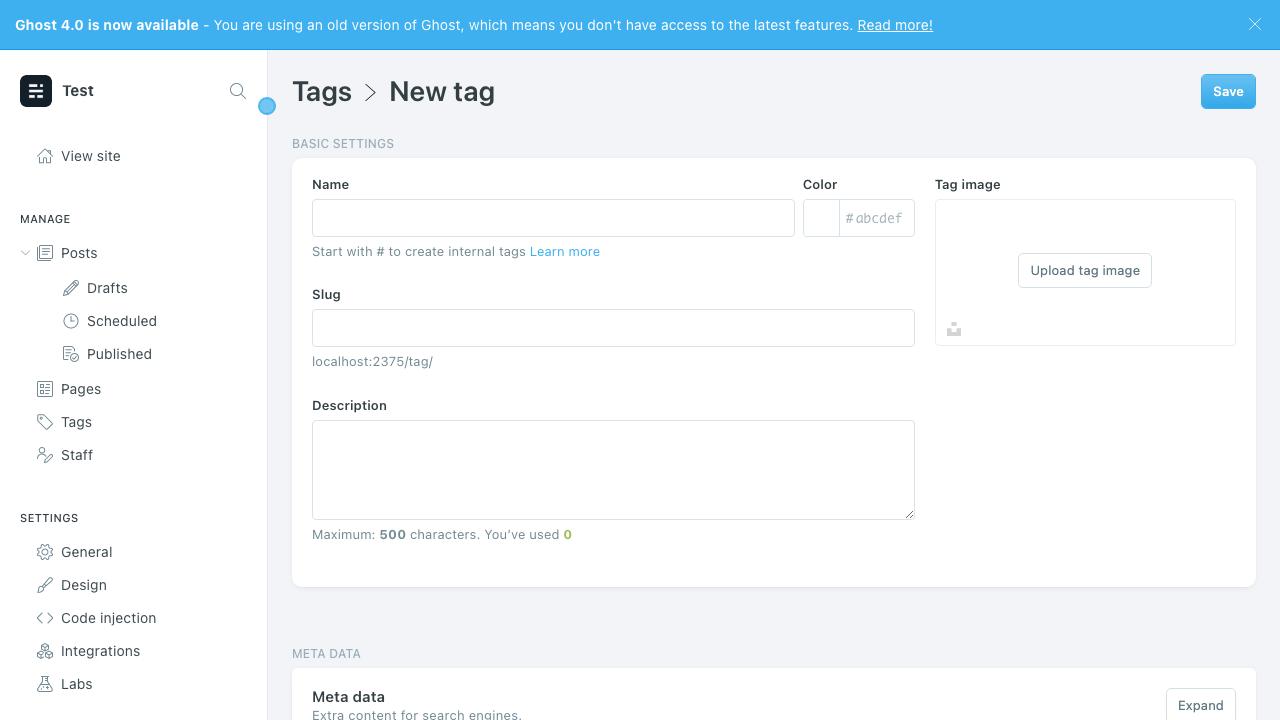 Ghost 4.0 is now available - You are using an old version of Ghost, which means you don't have access to the latest features. Read more!
Test
Tags > New tag
Save
View site
BASIC SETTINGS
Name
Color
Tag image
#abcdef
Start with # to create internal tags Learn more
Upload tag image
MANAGE
Posts
Drafts
Scheduled
Published
Pages
Tags
Staff
Slug
localhost:2375/tag/
Description
Maximum: 500 characters. You’ve used 0
SETTINGS
General
Design
Code injection
Integrations
Labs
META DATA
Meta data
Extra content for search engines.
Expand